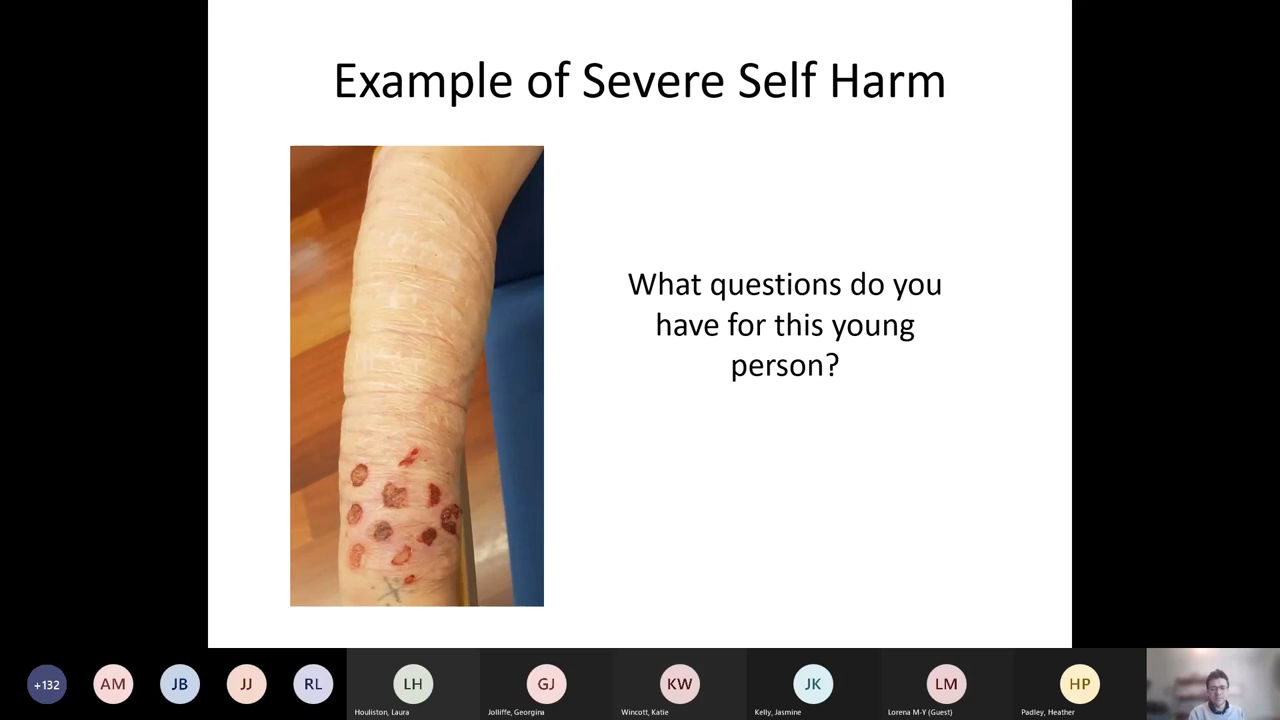 Example of Severe Self Harm
What questions do you
have for this young
person?
+132
AM
JB
JJ
RL
LH
GJ
KW
JK
LM
HP
Houliston, Laura
Jolliffe, Georgina
Wincott, Katie
Kelly, Jasmine
Lorena M-Y (Guest)
Padley, Heather